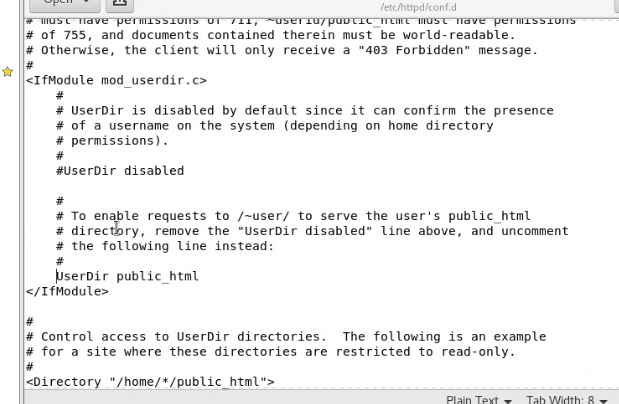 Open
/etc/httpd/conf.d
# must have permissions of 711, ~userid/public_html must have permissions
# of 755, and documents contained therein must be world-readable.
# Otherwise, the client will only receive a "403 Forbidden" message.
#
<IfModule mod_userdir.c>
#
# UserDir is disabled by default since it can confirm the presence
# of a username on the system (depending on home directory
# permissions).
#
#UserDir disabled
#
# To enable requests to /~user/ to serve the user's public_html
# directory, remove the "UserDir disabled" line above, and uncomment
# the following line instead:
#
UserDir public_html
</IfModule>
#
# Control access to UserDir directories.  The following is an example
# for a site where these directories are restricted to read-only.
#
<Directory "/home/*/public_html">
Plain Text Tab Width: 8